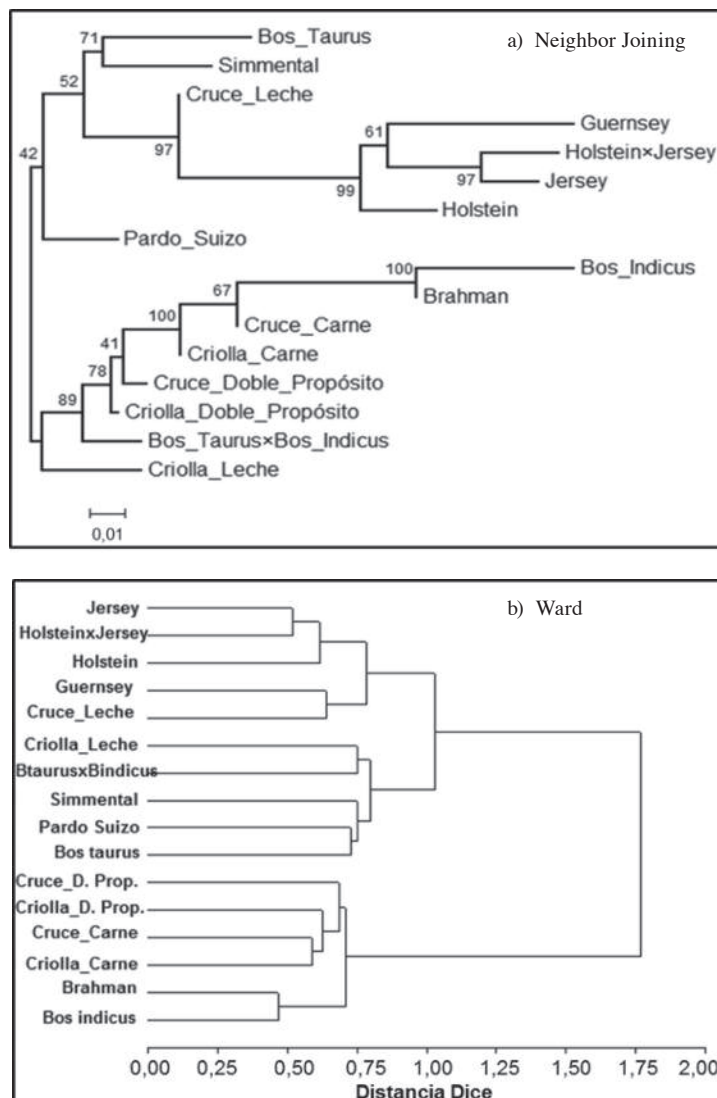 a) Neighbor Joining
71
Bos_Taurus
Simmental
52
Cruce_Leche
97
Guernsey
61
Holstein×Jersey
97
Jersey
99
Holstein
42
Pardo_Suizo
100
Bos_Indicus
Brahman
67
Cruce_Carne
100
Criolla_Carne
41
Cruce_Doble_Propósito
78
Criolla_Doble_Propósito
89
Bos_Taurus×Bos_Indicus
Criolla_Leche
0,01
b) Ward
Jersey
HolsteinxJersey
Holstein
Guernsey
Cruce_Leche
Criolla_Leche
BtaurusxBindicus
Simmental
Pardo Suizo
Bos taurus
Cruce_D. Prop.
Criolla_D. Prop.
Cruce_Carne
Criolla_Carne
Brahman
Bos indicus
0,00 0,25 0,50 0,75 1,00 1,25 1,50 1,75 2,00
Distancia Dice